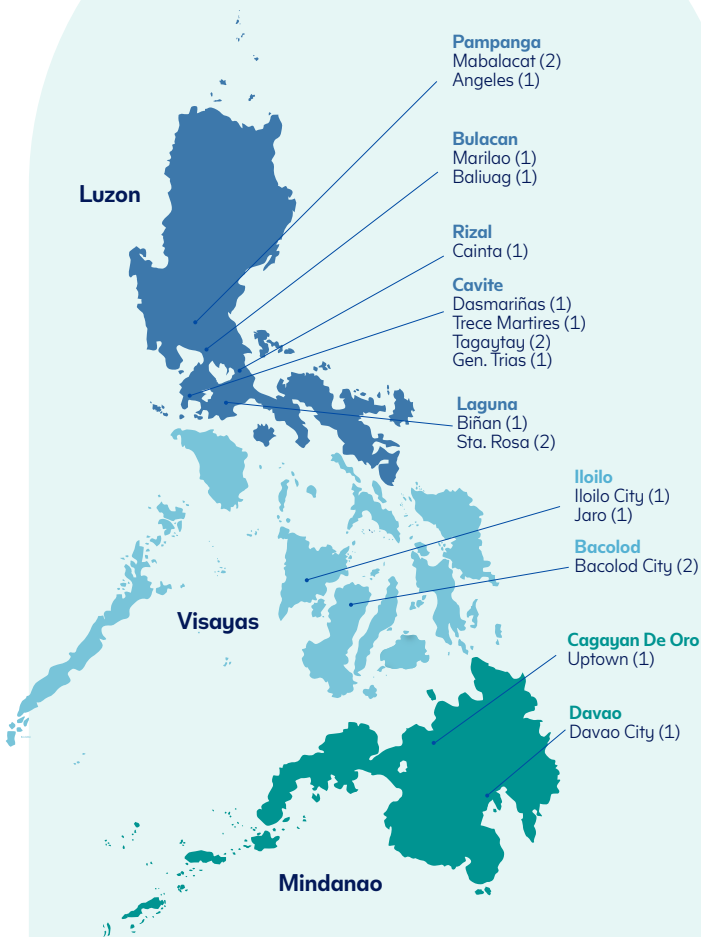 Pampanga
Mabalacat (2)
Angeles (1)
Bulacan
Marilao (1)
Baliuag (1)
Luzon
Rizal
Cainta (1)
Cavite
Dasmariñas (1)
Trece Martires (1)
Tagaytay (2)
Gen. Trias (1)
Laguna
Biñan (1)
Sta. Rosa (2)
Iloilo
Iloilo City (1)
Jaro (1)
Bacolod
Bacolod City (2)
Visayas
Cagayan De Oro
Uptown (1)
Davao
Davao City (1)
Mindanao